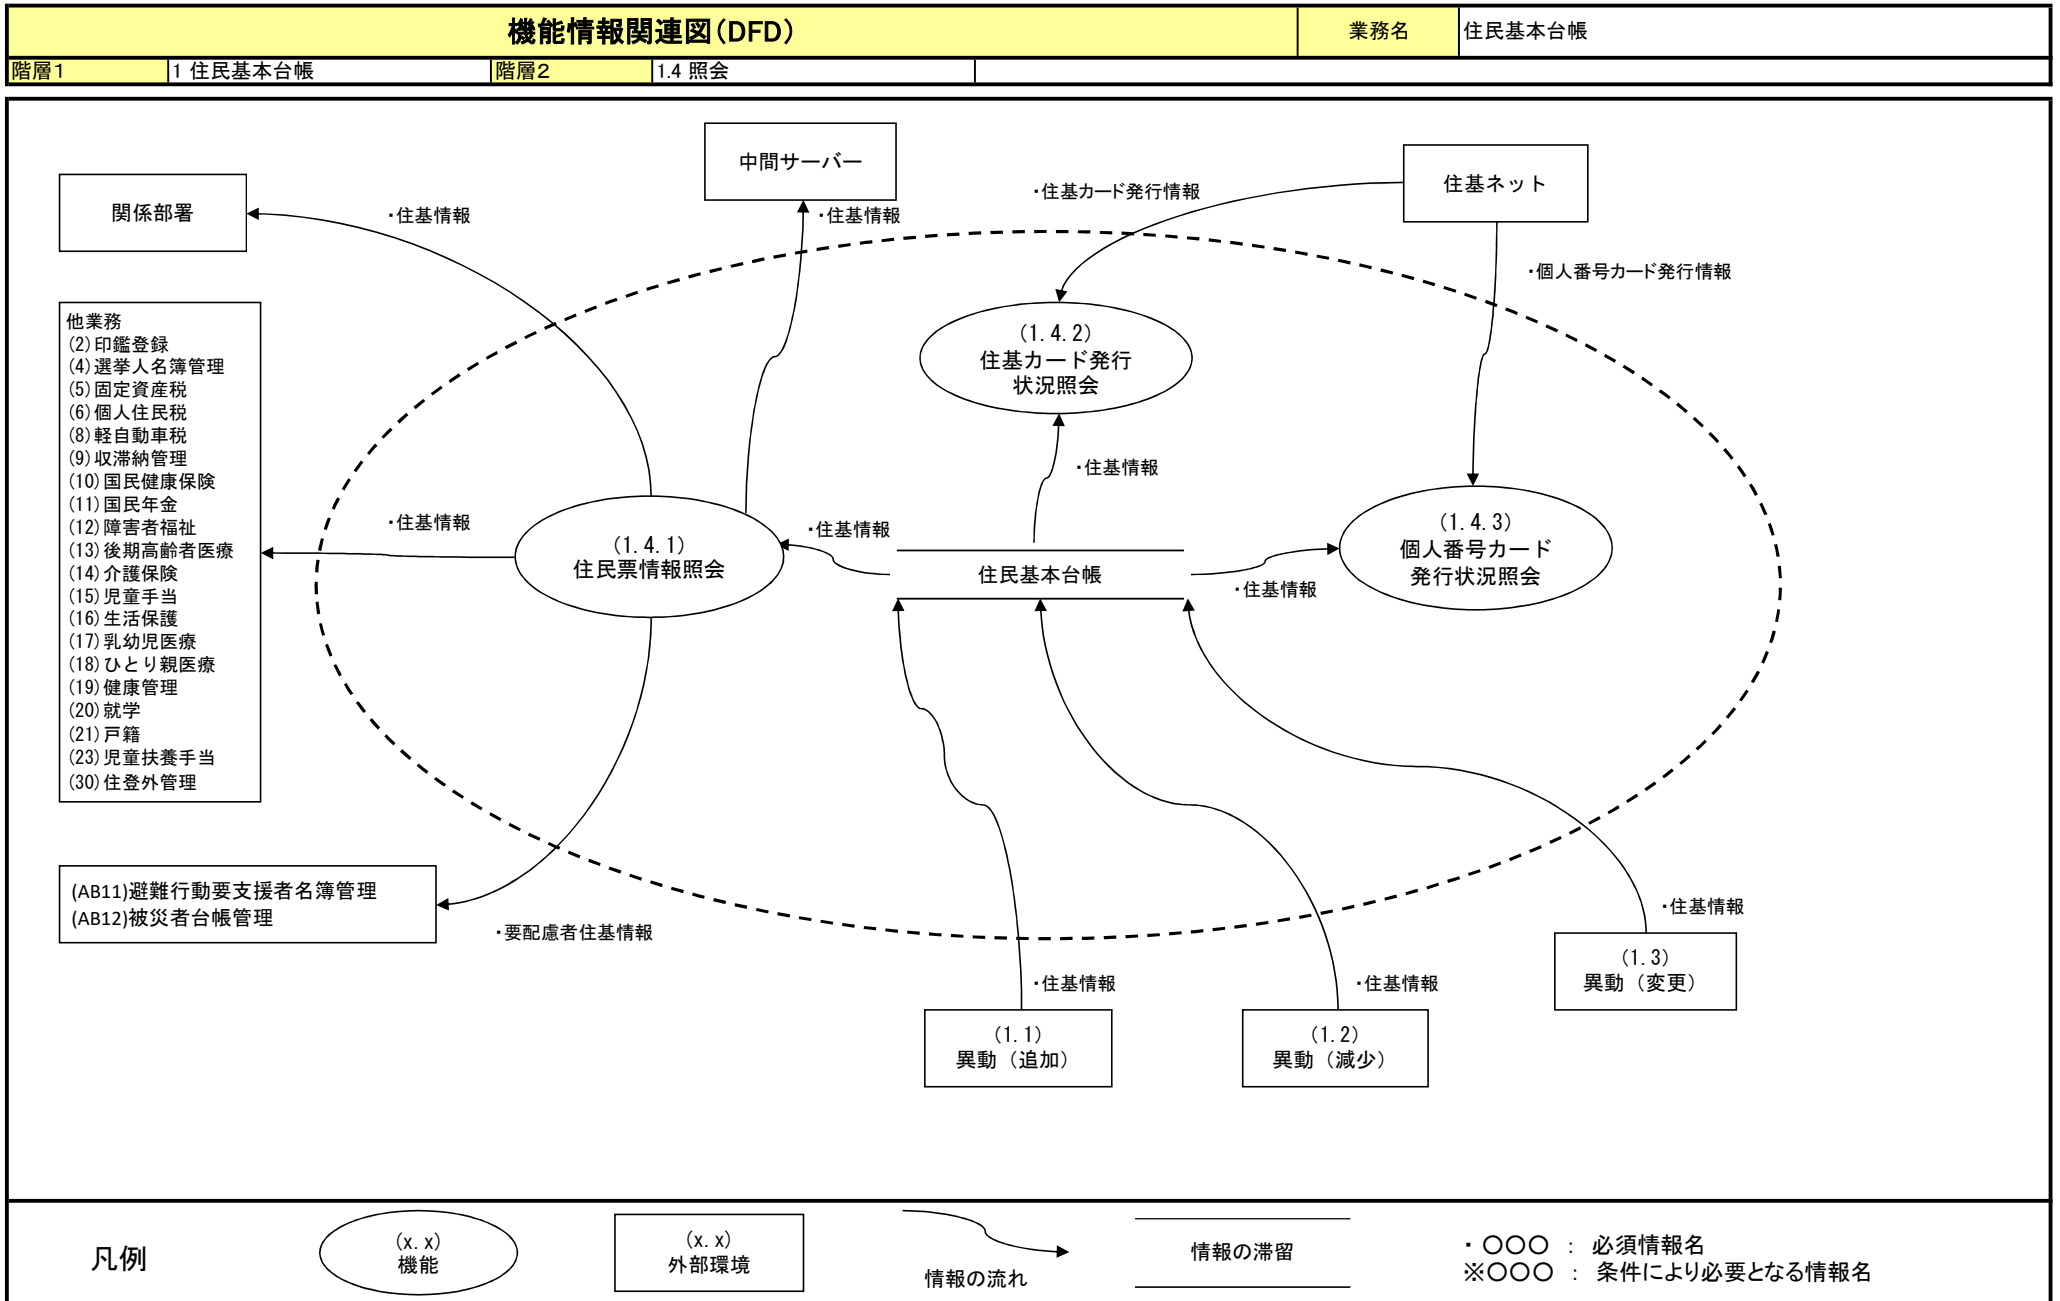 機能情報関連図(DFD)
業務名
住民基本台帳
階層1
1 住民基本台帳
階層2
1.4 照会
中間サーバー
住基ネット
関係部署
・住基情報
・住基情報
・住基カード発行情報
・個人番号カード発行情報
他業務
(2)印鑑登録
(4)選挙人名簿管理
(5)固定資産税
(6)個人住民税
(8)軽自動車税
(9)収滞納管理
(10)国民健康保険
(11)国民年金
(12)障害者福祉
(13)後期高齢者医療
(14)介護保険
(15)児童手当
(16)生活保護
(17)乳幼児医療
(18)ひとり親医療
(19)健康管理
(20)就学
(21)戸籍
(23)児童扶養手当
(30)住登外管理
(1.4.2)
住基カード発行
状況照会
・住基情報
・住基情報
(1.4.1)
住民票情報照会
・住基情報
住民基本台帳
・住基情報
(1.4.3)
個人番号カード
発行状況照会
(AB11)避難行動要支援者名簿管理
(AB12)被災者台帳管理
・要配慮者住基情報
・住基情報
(1.1)
異動（追加）
・住基情報
(1.2)
異動（減少）
・住基情報
(1.3)
異動（変更）
凡例
(x.x)
機能
(x.x)
外部環境
情報の流れ
情報の滞留
・〇〇〇 ： 必須情報名
※〇〇〇 ： 条件により必要となる情報名